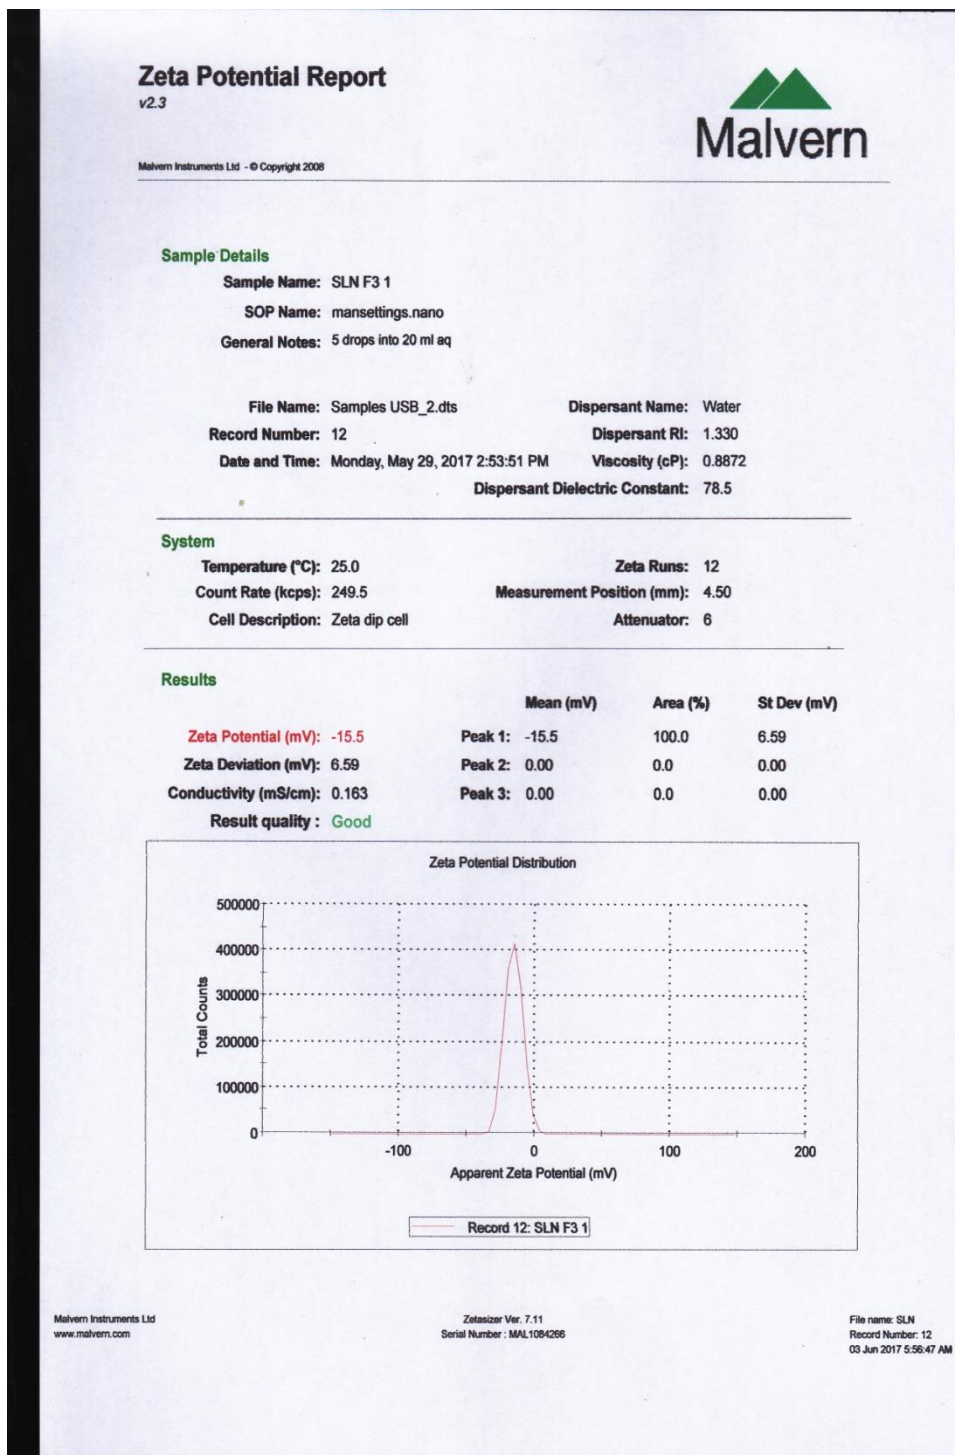 Zeta Potential Report
v2.3
Malvern
Malvern Instruments Ltd - © Copyright 2008
Sample Details
Sample Name: SLN F3 1
SOP Name: mansettings.nano
General Notes: 5 drops into 20 ml aq
File Name: Samples USB_2.dts Dispersant Name: Water
Record Number: 12 Dispersant RI: 1.330
Date and Time: Monday, May 29, 2017 2:53:51 PM Viscosity (cP): 0.8872
Dispersant Dielectric Constant: 78.5
System
Temperature (°C): 25.0 Zeta Runs: 12
Count Rate (kcps): 249.5 Measurement Position (mm): 4.50
Cell Description: Zeta dip cell Attenuator: 6
Results
Mean (mV) Area (%) St Dev (mV)
Zeta Potential (mV): -15.5 Peak 1: -15.5 100.0 6.59
Zeta Deviation (mV): 6.59 Peak 2: 0.00 0.0 0.00
Conductivity (mS/cm): 0.163 Peak 3: 0.00 0.0 0.00
Result quality : Good
Zeta Potential Distribution
500000
400000
300000
200000
100000
0
Total Counts
-100 0 100 200
Apparent Zeta Potential (mV)
Record 12: SLN F3 1
Malvern Instruments Ltd Zetasizer Ver. 7.11 File name: SLN
www.malvern.com Serial Number : MAL1084266 Record Number: 12
03 Jun 2017 5:56:47 AM